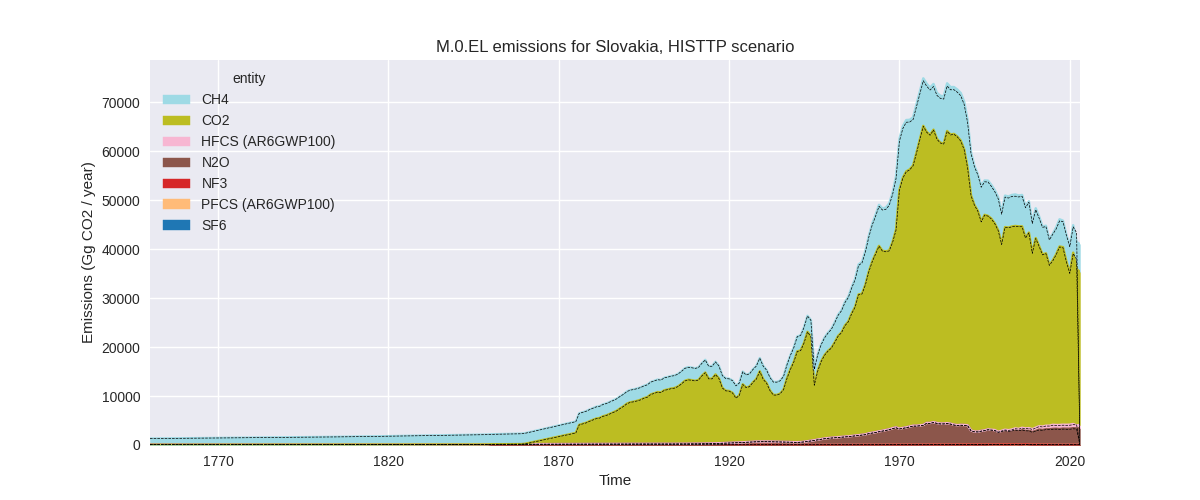 M.0.EL emissions for Slovakia, HISTTP scenario
entity
CH4
CO2
HFCS (AR6GWP100)
N2O
NF3
PFCS (AR6GWP100)
SF6
Emissions (Gg CO2 / year)
70000
60000
50000
40000
30000
20000
10000
0
1770
1820
1870
1920
1970
2020
Time